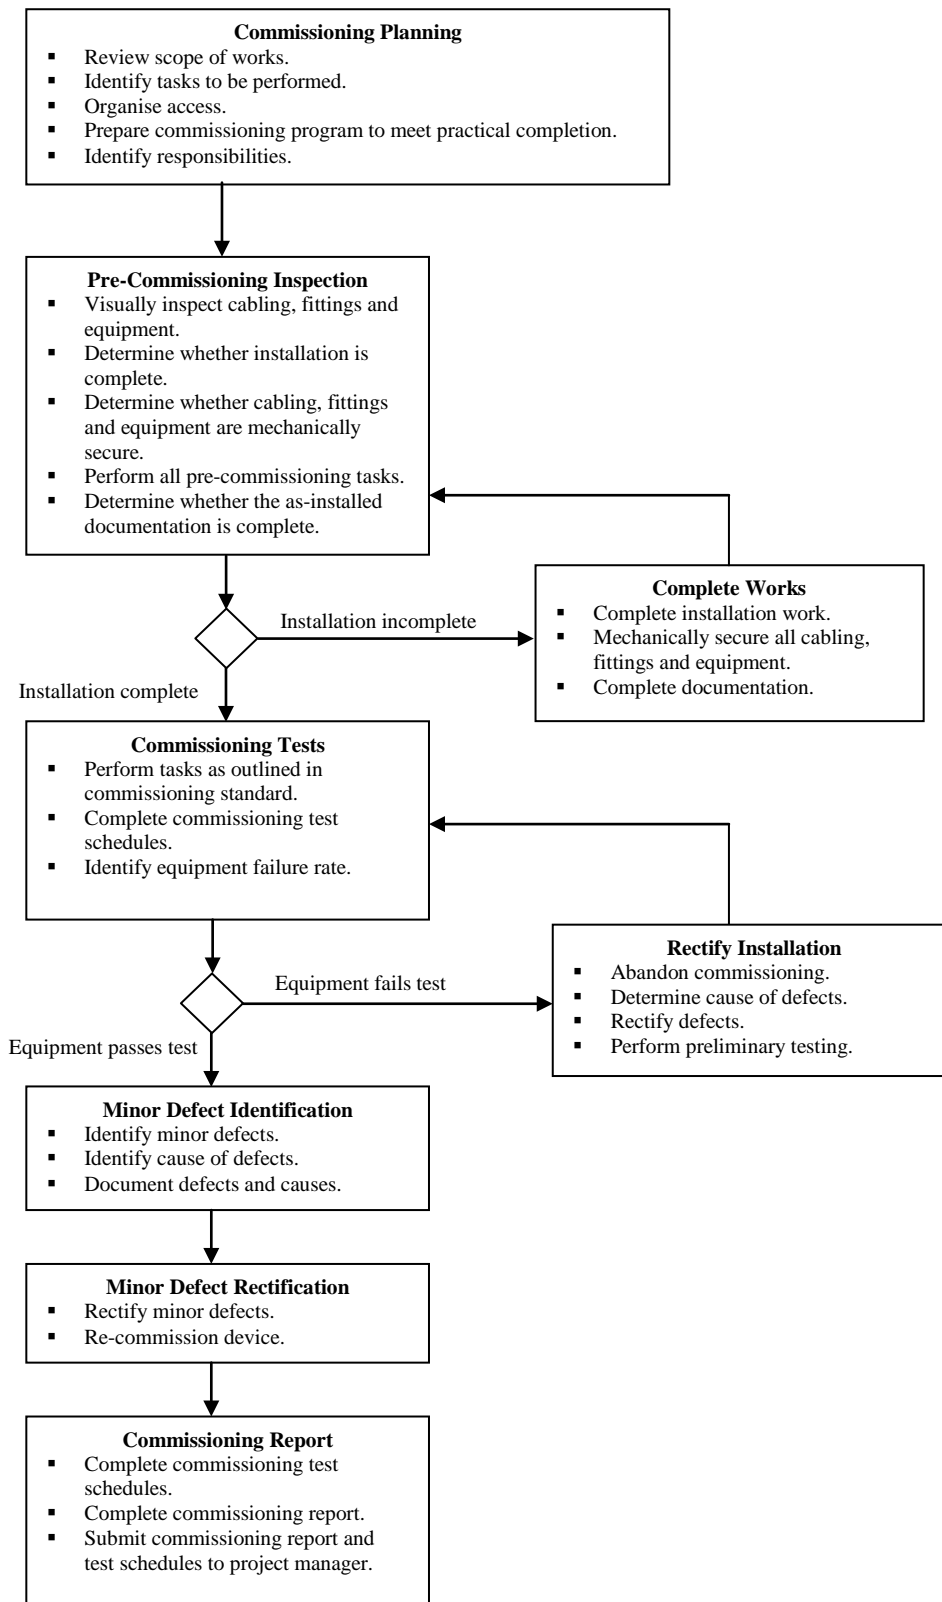 Commissioning Planning
▪ Review scope of works.
▪ Identify tasks to be performed.
▪ Organise access.
▪ Prepare commissioning program to meet practical completion.
▪ Identify responsibilities.
Pre-Commissioning Inspection
▪ Visually inspect cabling, fittings and
equipment.
▪ Determine whether installation is
complete.
▪ Determine whether cabling, fittings
and equipment are mechanically
secure.
▪ Perform all pre-commissioning tasks.
▪ Determine whether the as-installed
documentation is complete.
Installation incomplete
Complete Works
▪ Complete installation work.
▪ Mechanically secure all cabling,
fittings and equipment.
▪ Complete documentation.
Installation complete
Commissioning Tests
▪ Perform tasks as outlined in
commissioning standard.
▪ Complete commissioning test
schedules.
▪ Identify equipment failure rate.
Equipment fails test
Rectify Installation
▪ Abandon commissioning.
▪ Determine cause of defects.
▪ Rectify defects.
▪ Perform preliminary testing.
Equipment passes test
Minor Defect Identification
▪ Identify minor defects.
▪ Identify cause of defects.
▪ Document defects and causes.
Minor Defect Rectification
▪ Rectify minor defects.
▪ Re-commission device.
Commissioning Report
▪ Complete commissioning test
schedules.
▪ Complete commissioning report.
▪ Submit commissioning report and
test schedules to project manager.